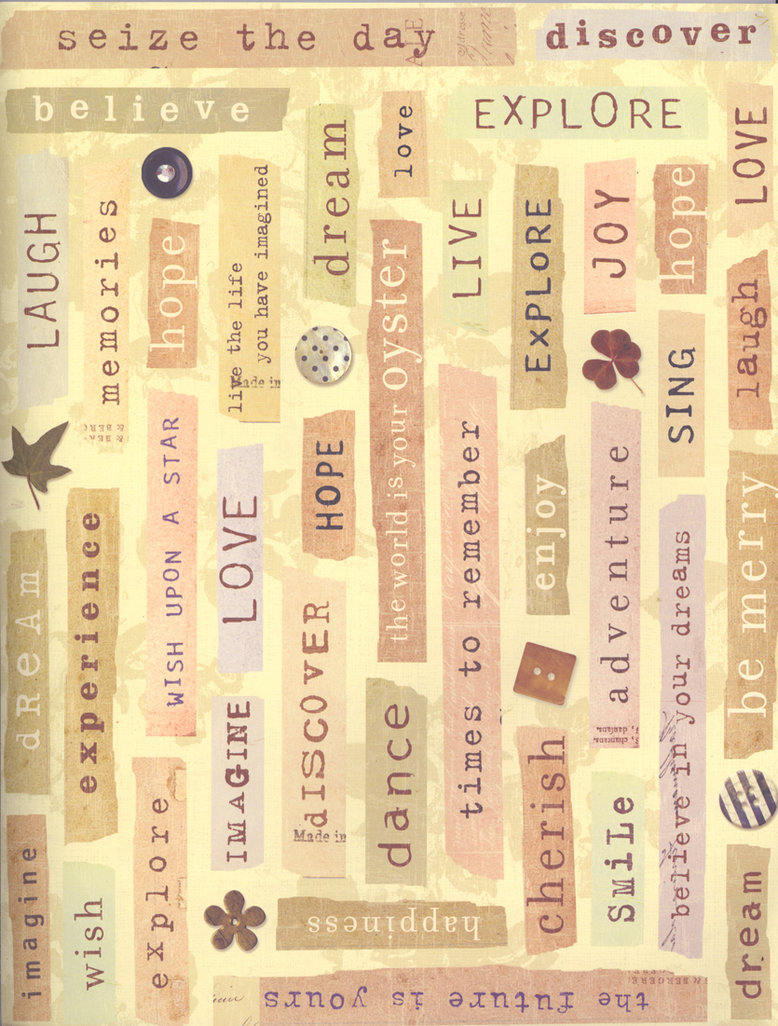 seize the day
discover
believe
EXPLORE
LAUGH
memories
hope
live the life
you have imagined
Made in
dream
love
the world is your oyster
LIVE
EXPLoRE
JOY
hope
LOVE
laugh
SING
WISH UPON A STAR
LOVE
HOPE
times to remember
enjoy
adventure
believe in your dreams
be merry
dReAm
experience
IMAGINE
dISCOVER
Made in
dance
cherish
SMiLe
dream
imagine
wish
explore
happiness
the future is yours